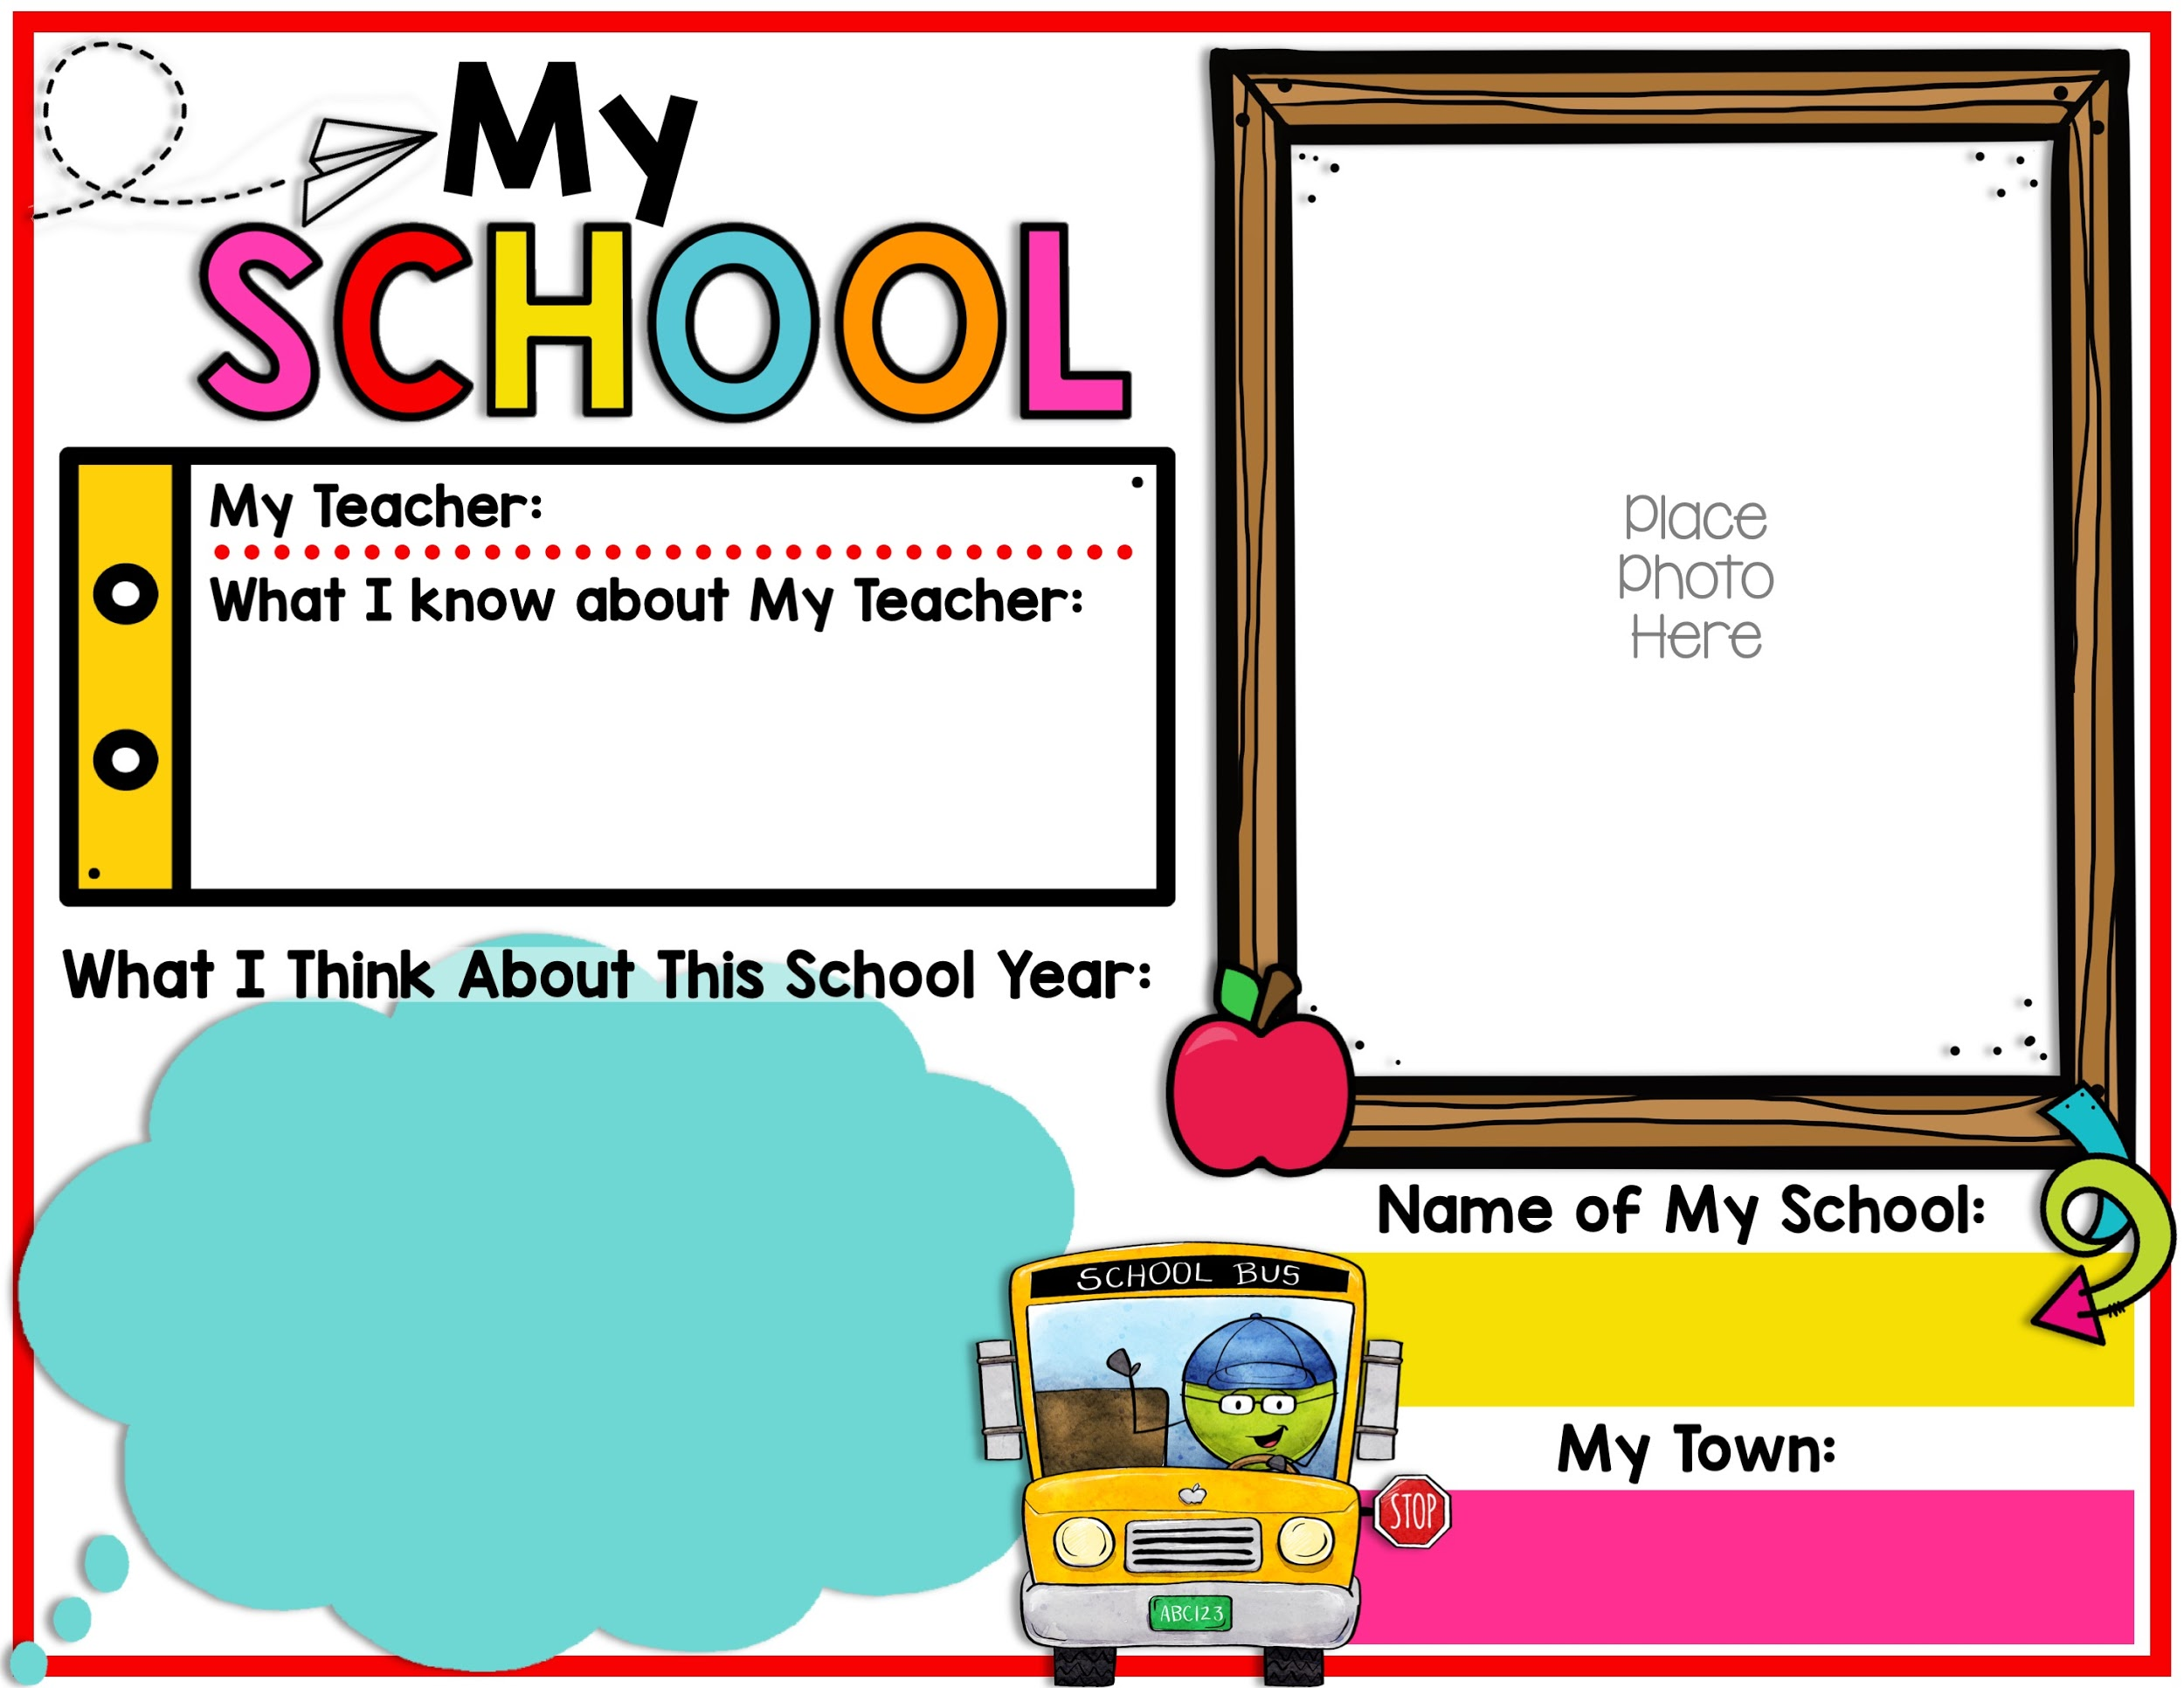 My
SCHOOL
My Teacher:
What I know about My Teacher:
Place
Photo
Here
What I Think About This School Year:
Name of My School:
SCHOOL BUS
My Town:
STOP
ABC123